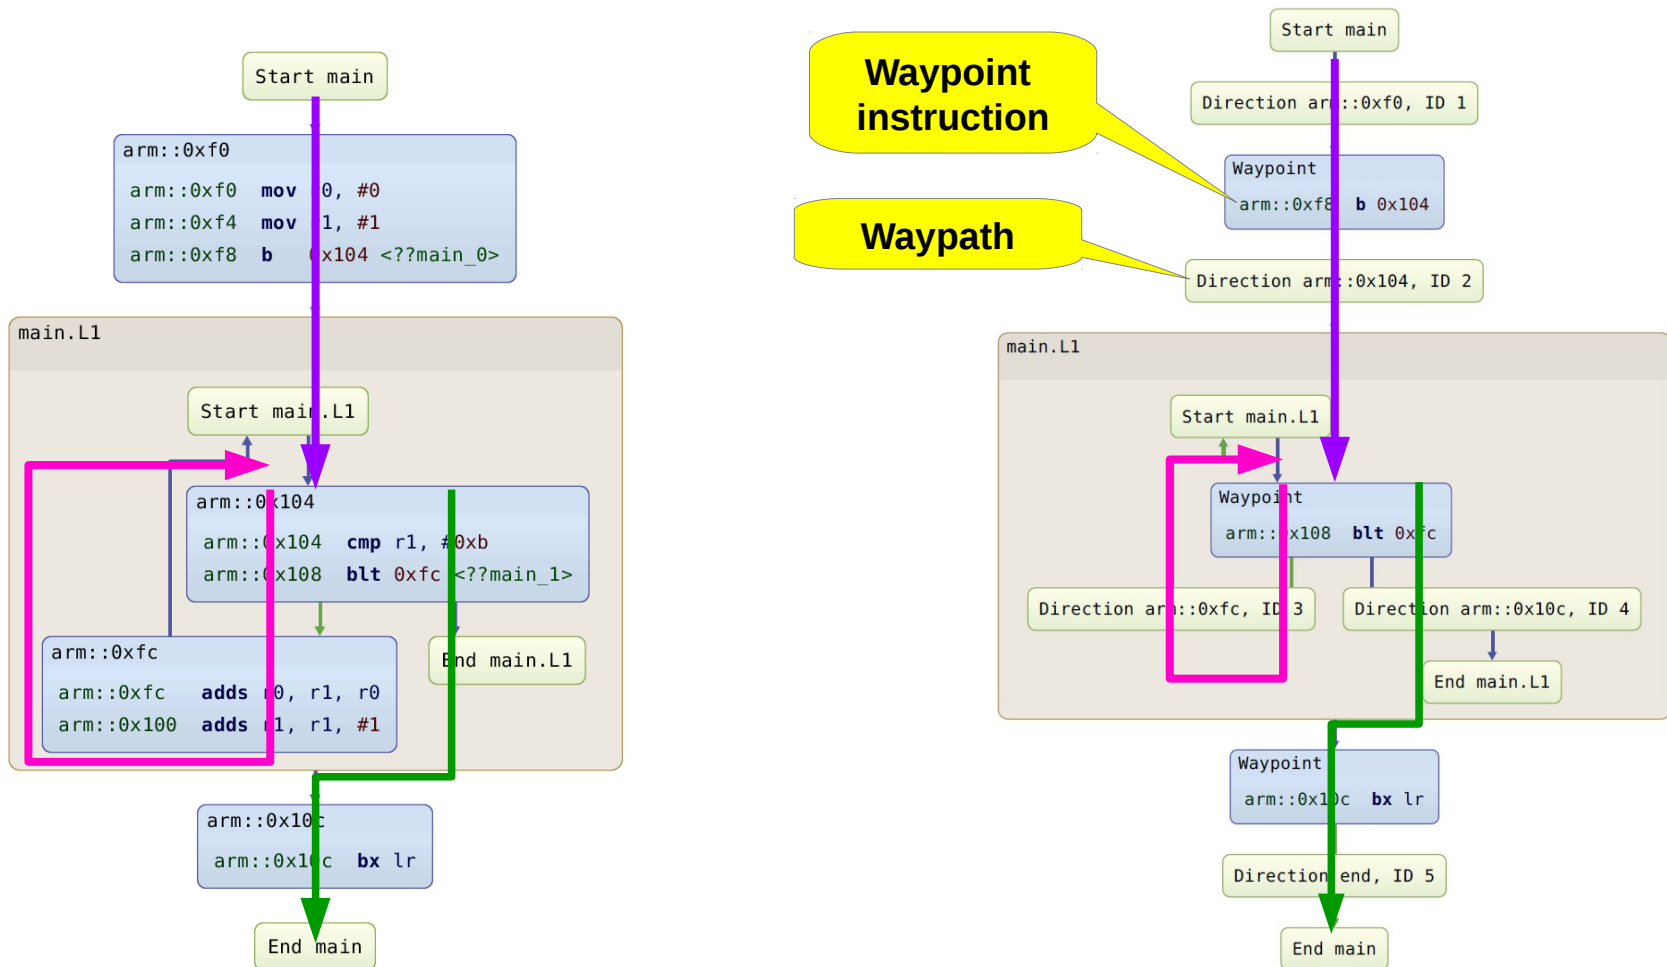 Start main
arm::0xf0
arm::0xf0 mov r0, #0
arm::0xf4 mov r1, #1
arm::0xf8 b 0x104 <??main_0>
main.L1
Start main.L1
arm::0x104
arm::0x104 cmp r1, #0xb
arm::0x108 blt 0xfc <??main_1>
arm::0xfc
arm::0xfc adds r0, r1, r0
arm::0x100 adds r1, r1, #1
End main.L1
arm::0x10c
arm::0x10c bx lr
End main
Waypoint
instruction
Waypath
Start main
Direction arm::0xf0, ID 1
Waypoint
arm::0xf8 b 0x104
Direction arm::0x104, ID 2
main.L1
Start main.L1
Waypoint
arm::0x108 blt 0xfc
Direction arm::0xfc, ID 3
Direction arm::0x10c, ID 4
End main.L1
Waypoint
arm::0x10c bx lr
Direction end, ID 5
End main